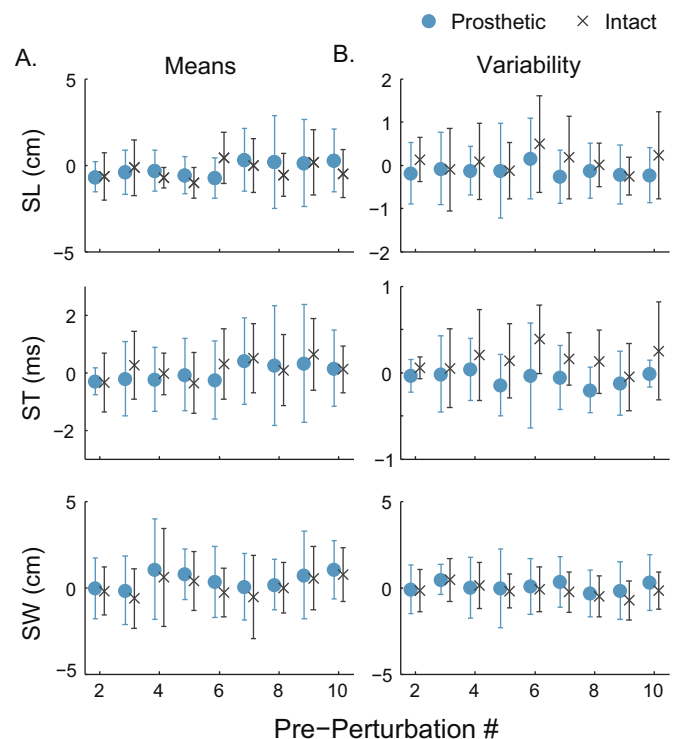 Prosthetic × Intact
A. B.
Means Variability
SL (cm)
5
0
−5
2
1
0
−1
−2
ST (ms)
2
0
−2
1
0
−1
SW (cm)
5
0
−5
5
0
−5
2 4 6 8 10
2 4 6 8 10
Pre−Perturbation #